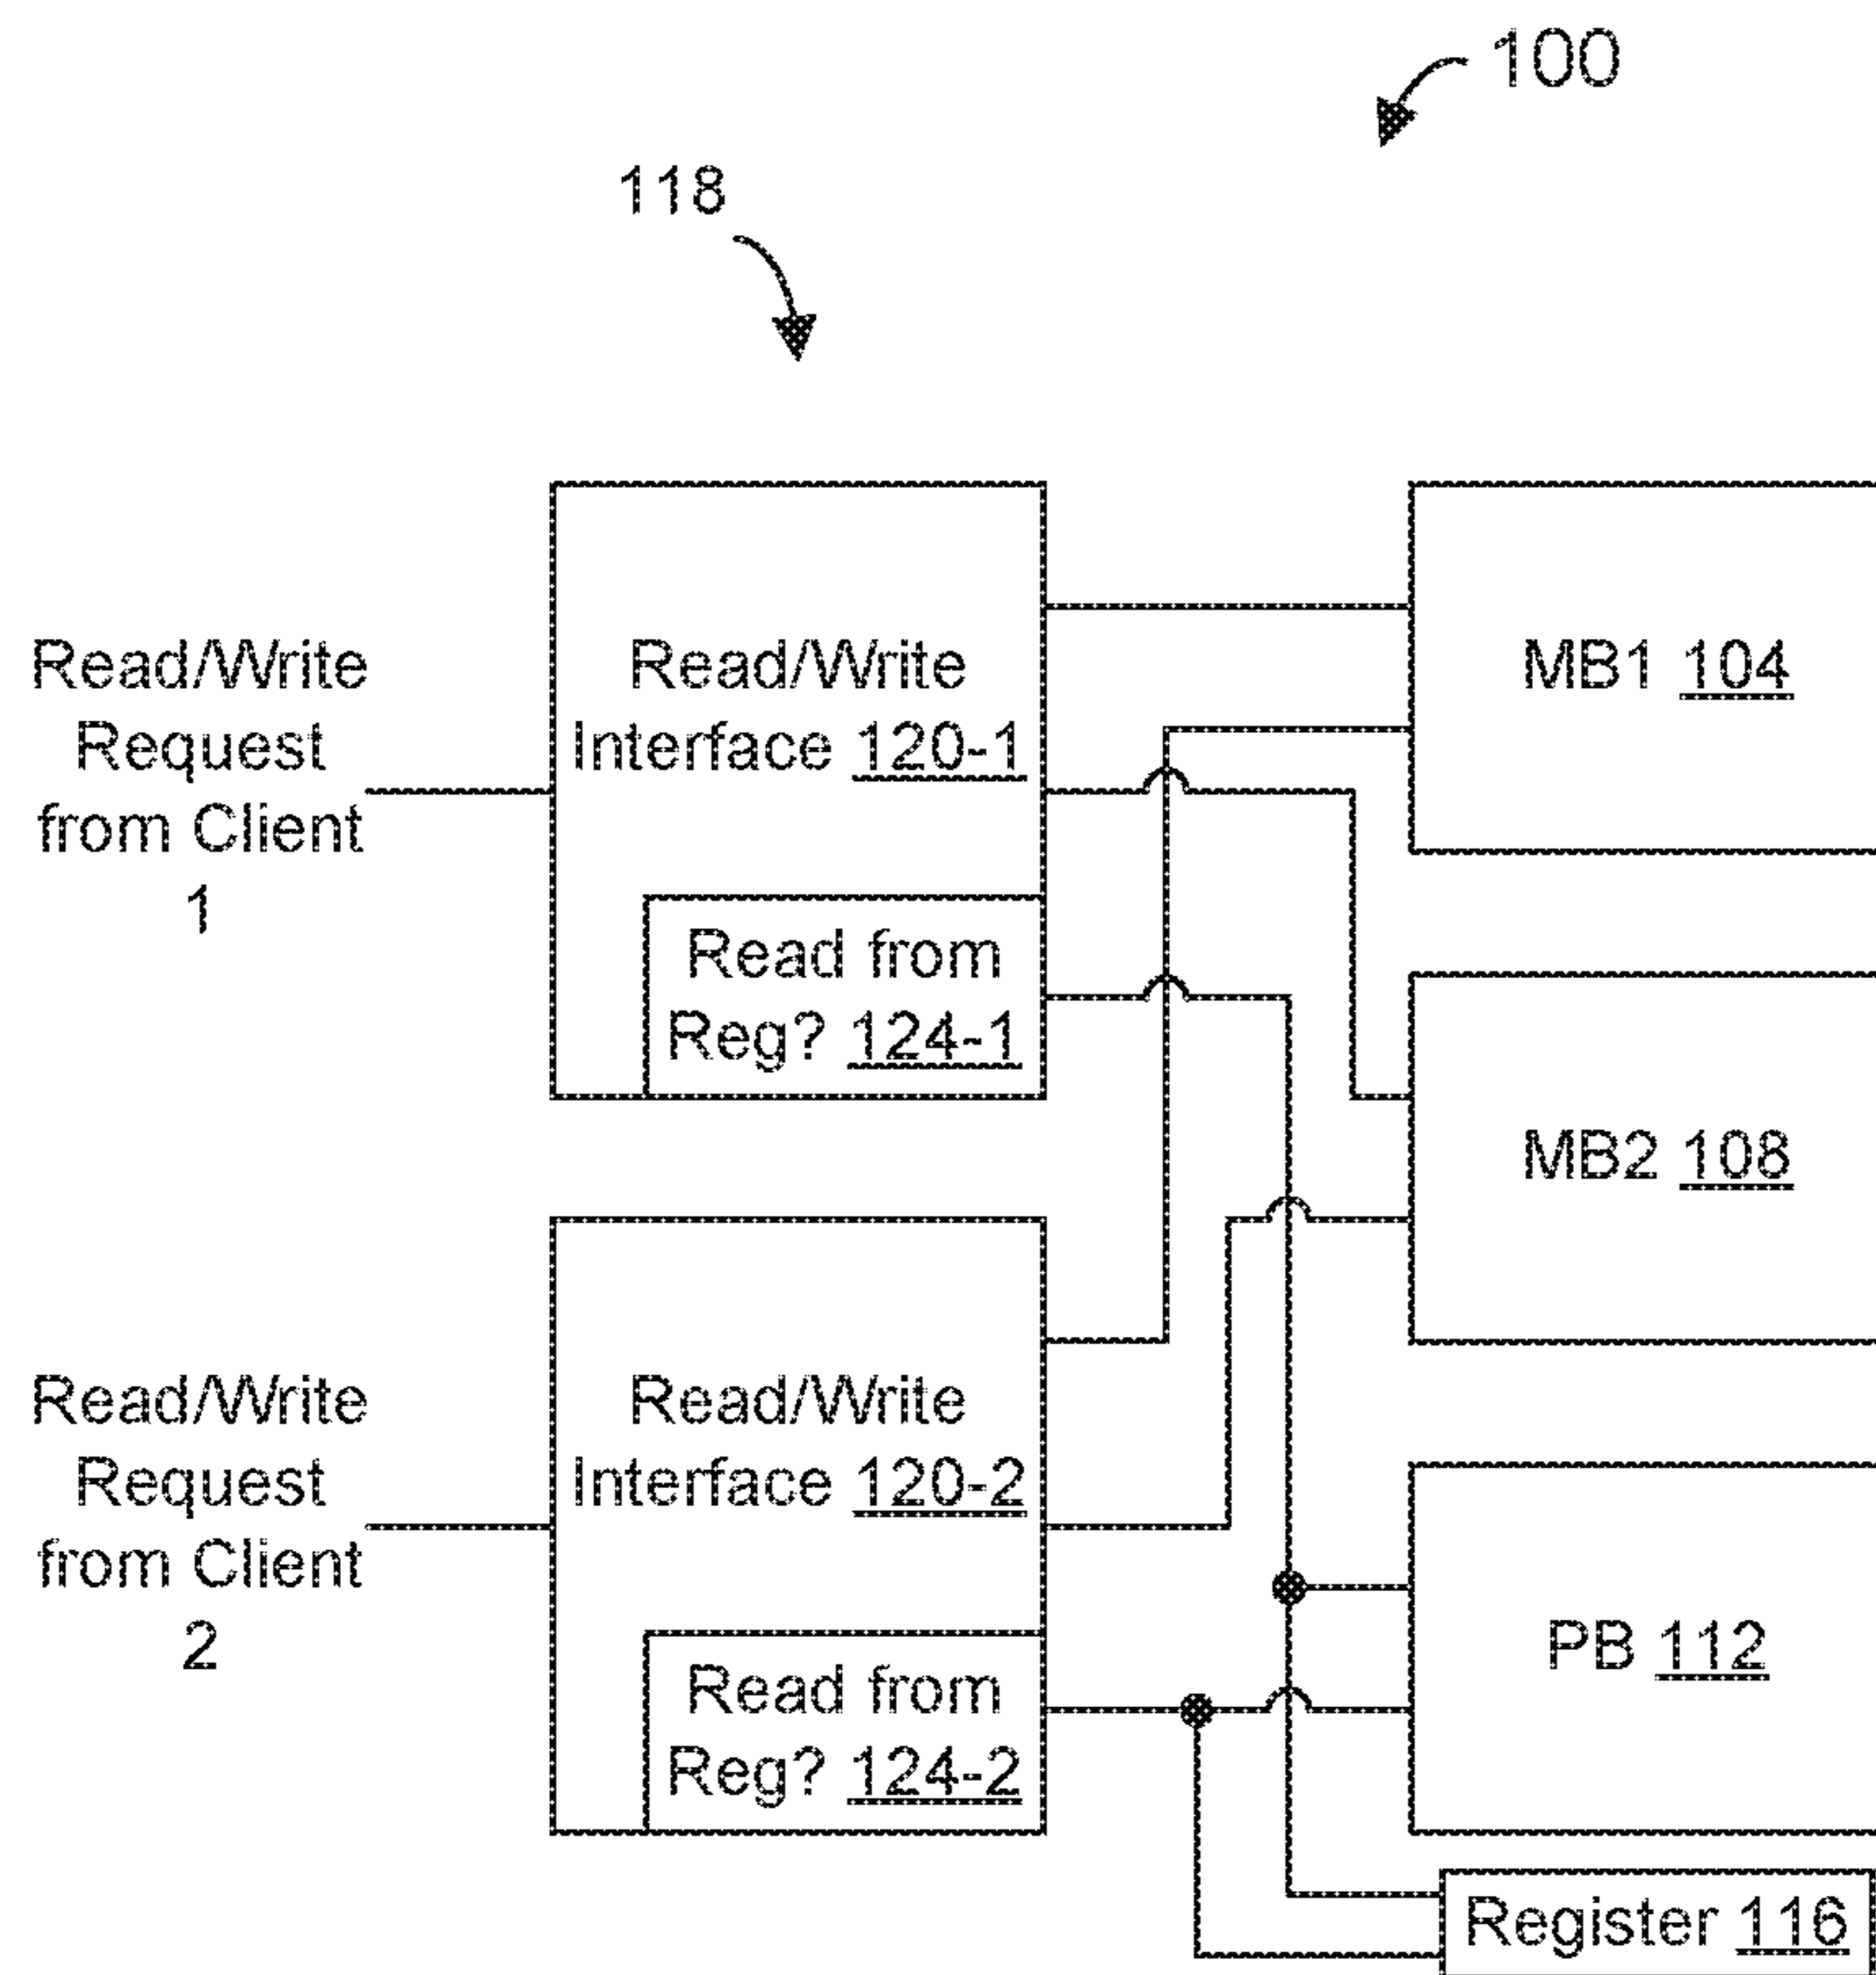 100
118
Read/Write
Request
from Client
1
Read/Write
Interface 120-1
Read from
Reg? 124-1
MB1 104
MB2 108
Read/Write
Request
from Client
2
Read/Write
Interface 120-2
Read from
Reg? 124-2
PB 112
Register 116